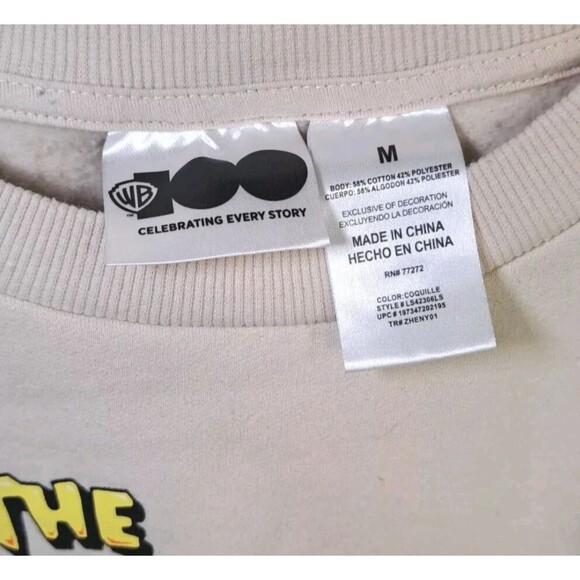 WB
100
CELEBRATING EVERY STORY
M
BODY: 58% COTTON 42% POLYESTER
CUERPO: 58% ALGODON 42% POLIESTER
EXCLUSIVE OF DECORATION
EXCLUYENDO LA DECORACIÓN
MADE IN CHINA
HECHO EN CHINA
RN# 77272
COLOR:COQUILLE
STYLE # LS42306LS
UPC # 197347202195
TR# ZHENY01
THE